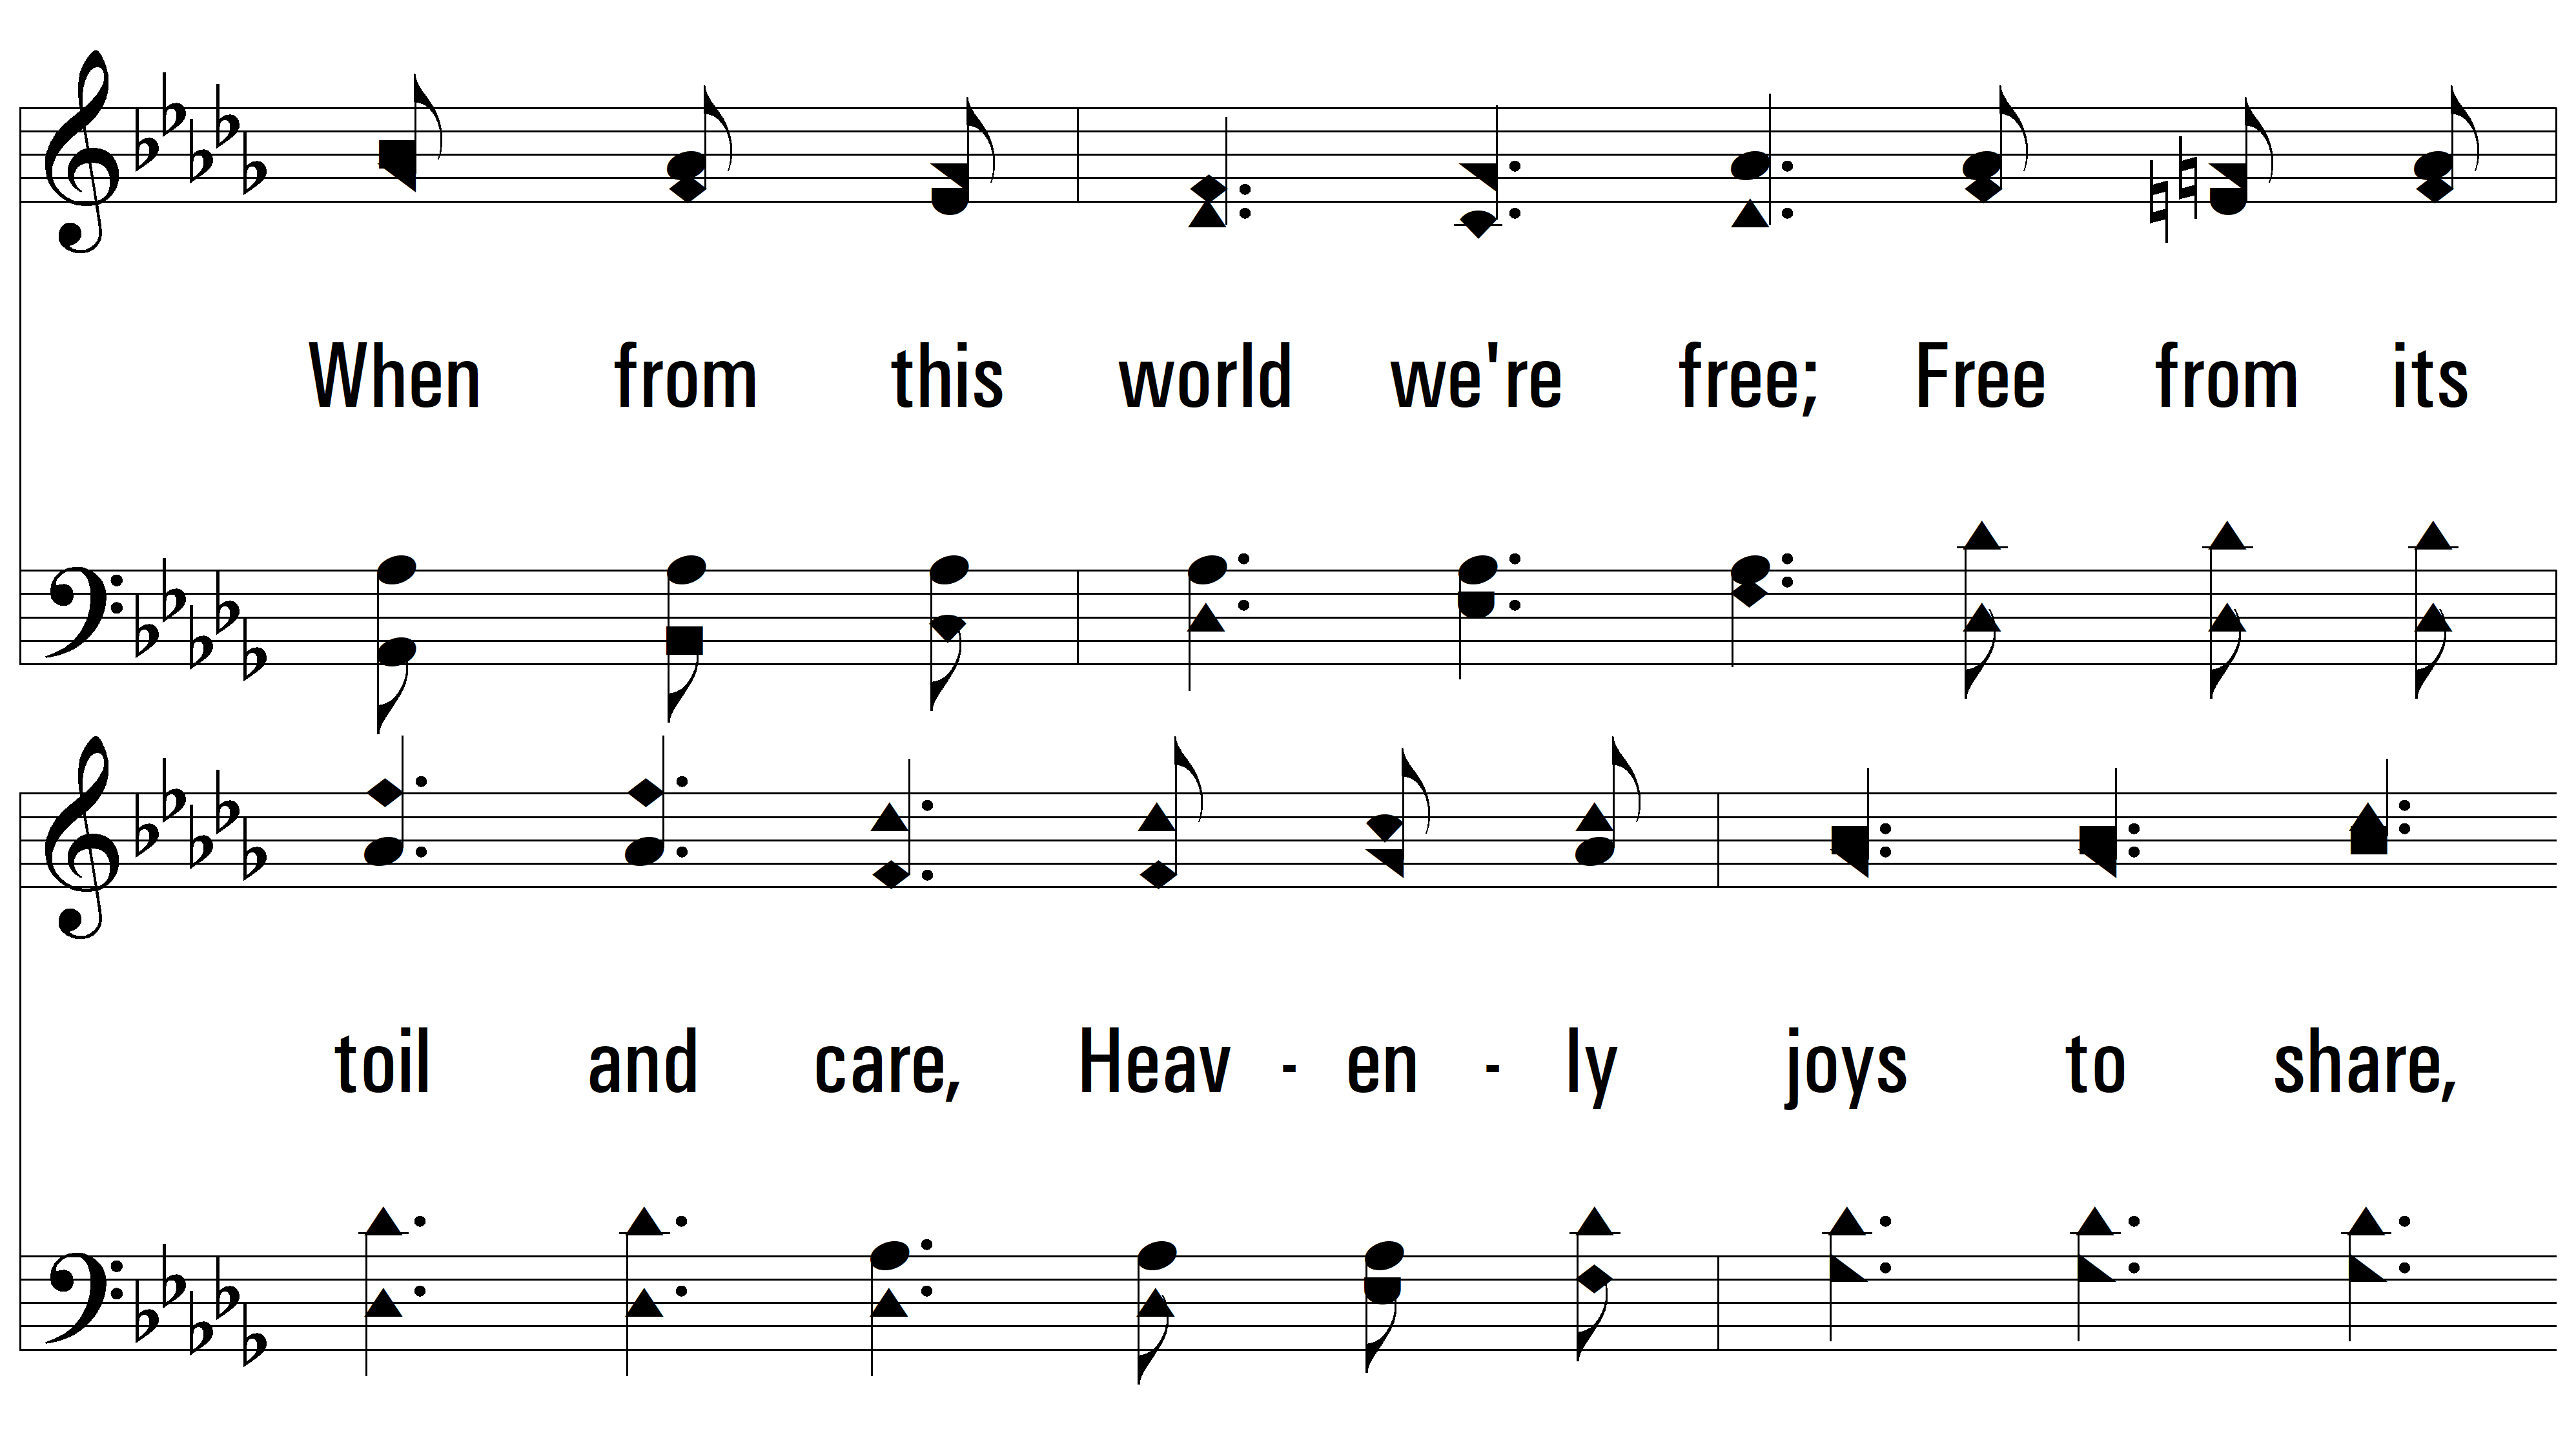 When from this world we're free; Free from its
toil and care, Heav - en - ly joys to share,